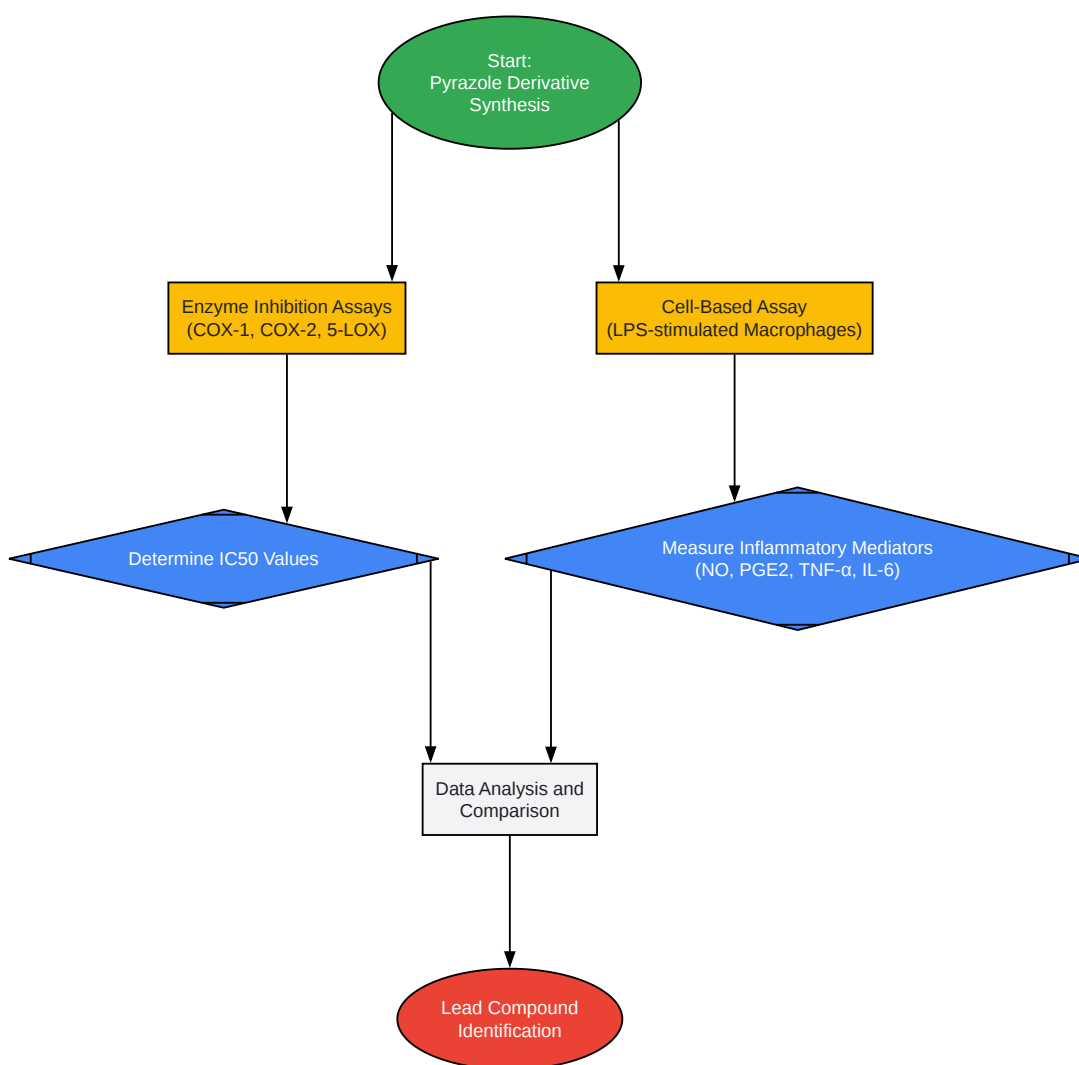 Start:
Pyrazole Derivative
Synthesis
Enzyme Inhibition Assays
(COX-1, COX-2, 5-LOX)
Cell-Based Assay
(LPS-stimulated Macrophages)
Determine IC50 Values
Measure Inflammatory Mediators
(NO, PGE2, TNF-α, IL-6)
Data Analysis and
Comparison
Lead Compound
Identification